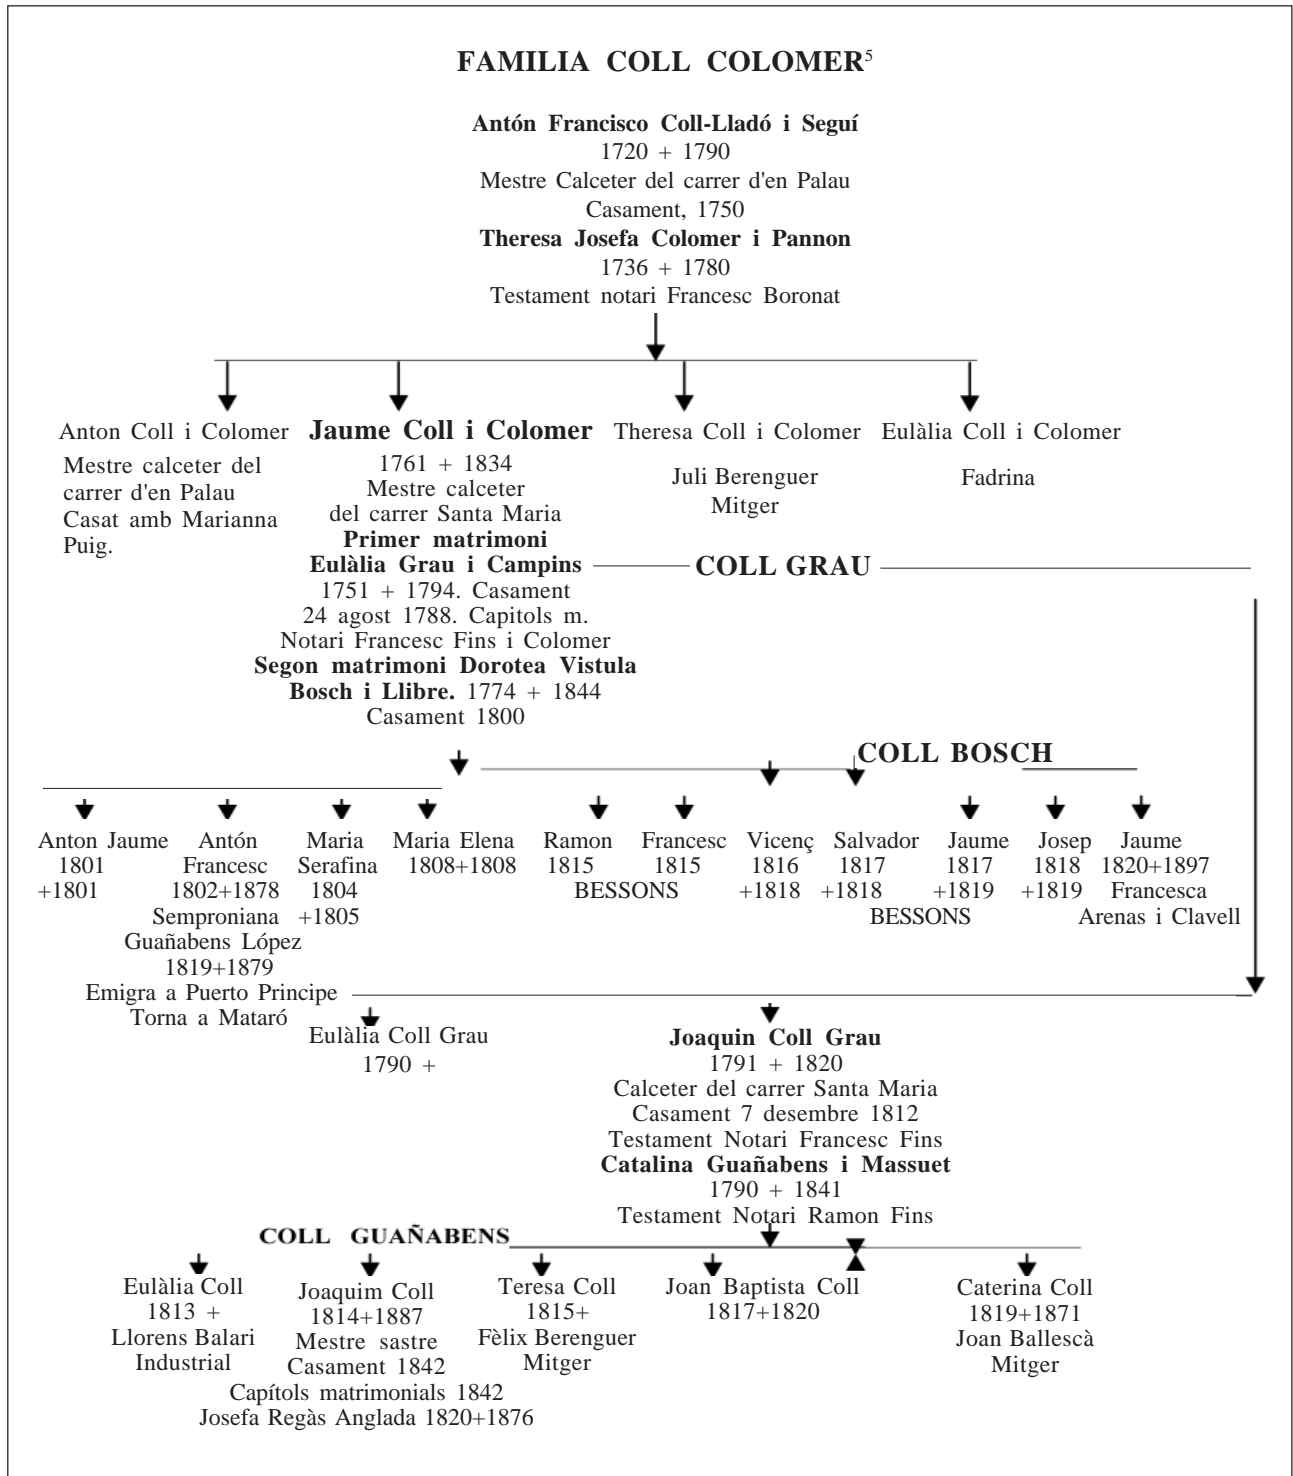 FAMILIA COLL COLOMER5
Antón Francisco Coll-Lladó i Seguí
1720 + 1790
Mestre Calceter del carrer d'en Palau
Casament, 1750
Theresa Josefa Colomer i Pannon
1736 + 1780
Testament notari Francesc Boronat
Anton Coll i Colomer
Mestre calceter del
carrer d'en Palau
Casat amb Marianna
Puig.
Jaume Coll i Colomer
1761 + 1834
Mestre calceter
del carrer Santa Maria
Primer matrimoni
Eulàlia Grau i Campins
1751 + 1794. Casament
24 agost 1788. Capitols m.
Notari Francesc Fins i Colomer
Segon matrimoni Dorotea Vistula
Bosch i Llibre. 1774 + 1844
Casament 1800
Theresa Coll i Colomer
Juli Berenguer
Mitger
Eulàlia Coll i Colomer
Fadrina
COLL GRAU
COLL BOSCH
Anton Jaume
1801
+1801
Antón
Francesc
1802+1878
Semproniana
Guañabens López
1819+1879
Emigra a Puerto Principe
Torna a Mataró
Maria
Serafina
1804
+1805
Maria Elena
1808+1808
Ramon
1815
Francesc
1815
BESSONS
Vicenç
1816
+1818
Salvador
1817
+1818
Jaume
1817
+1819
BESSONS
Josep
1818
+1819
Jaume
1820+1897
Francesca
Arenas i Clavell
Eulàlia Coll Grau
1790 +
Joaquin Coll Grau
1791 + 1820
Calceter del carrer Santa Maria
Casament 7 desembre 1812
Testament Notari Francesc Fins
Catalina Guañabens i Massuet
1790 + 1841
Testament Notari Ramon Fins
COLL GUAÑABENS
Eulàlia Coll
1813 +
Llorens Balari
Industrial
Joaquim Coll
1814+1887
Mestre sastre
Casament 1842
Capítols matrimonials 1842
Josefa Regàs Anglada 1820+1876
Teresa Coll
1815+
Fèlix Berenguer
Mitger
Joan Baptista Coll
1817+1820
Caterina Coll
1819+1871
Joan Ballescà
Mitger